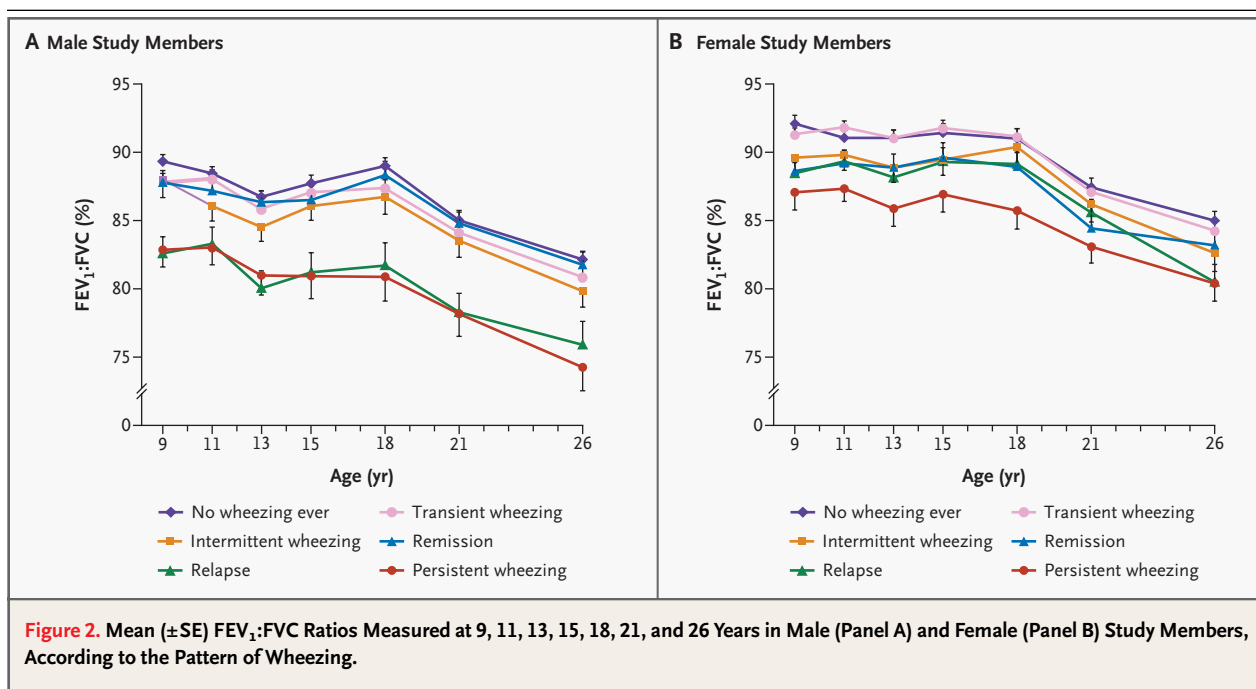 A Male Study Members
95
90
85
80
75
0
FEV₁:FVC (%)
9 11 13 15 18 21 26
Age (yr)
No wheezing ever Transient wheezing
Intermittent wheezing Remission
Relapse Persistent wheezing
B Female Study Members
95
90
85
80
75
0
FEV₁:FVC (%)
9 11 13 15 18 21 26
Age (yr)
No wheezing ever Transient wheezing
Intermittent wheezing Remission
Relapse Persistent wheezing
Figure 2. Mean (±SE) FEV₁:FVC Ratios Measured at 9, 11, 13, 15, 18, 21, and 26 Years in Male (Panel A) and Female (Panel B) Study Members,
According to the Pattern of Wheezing.